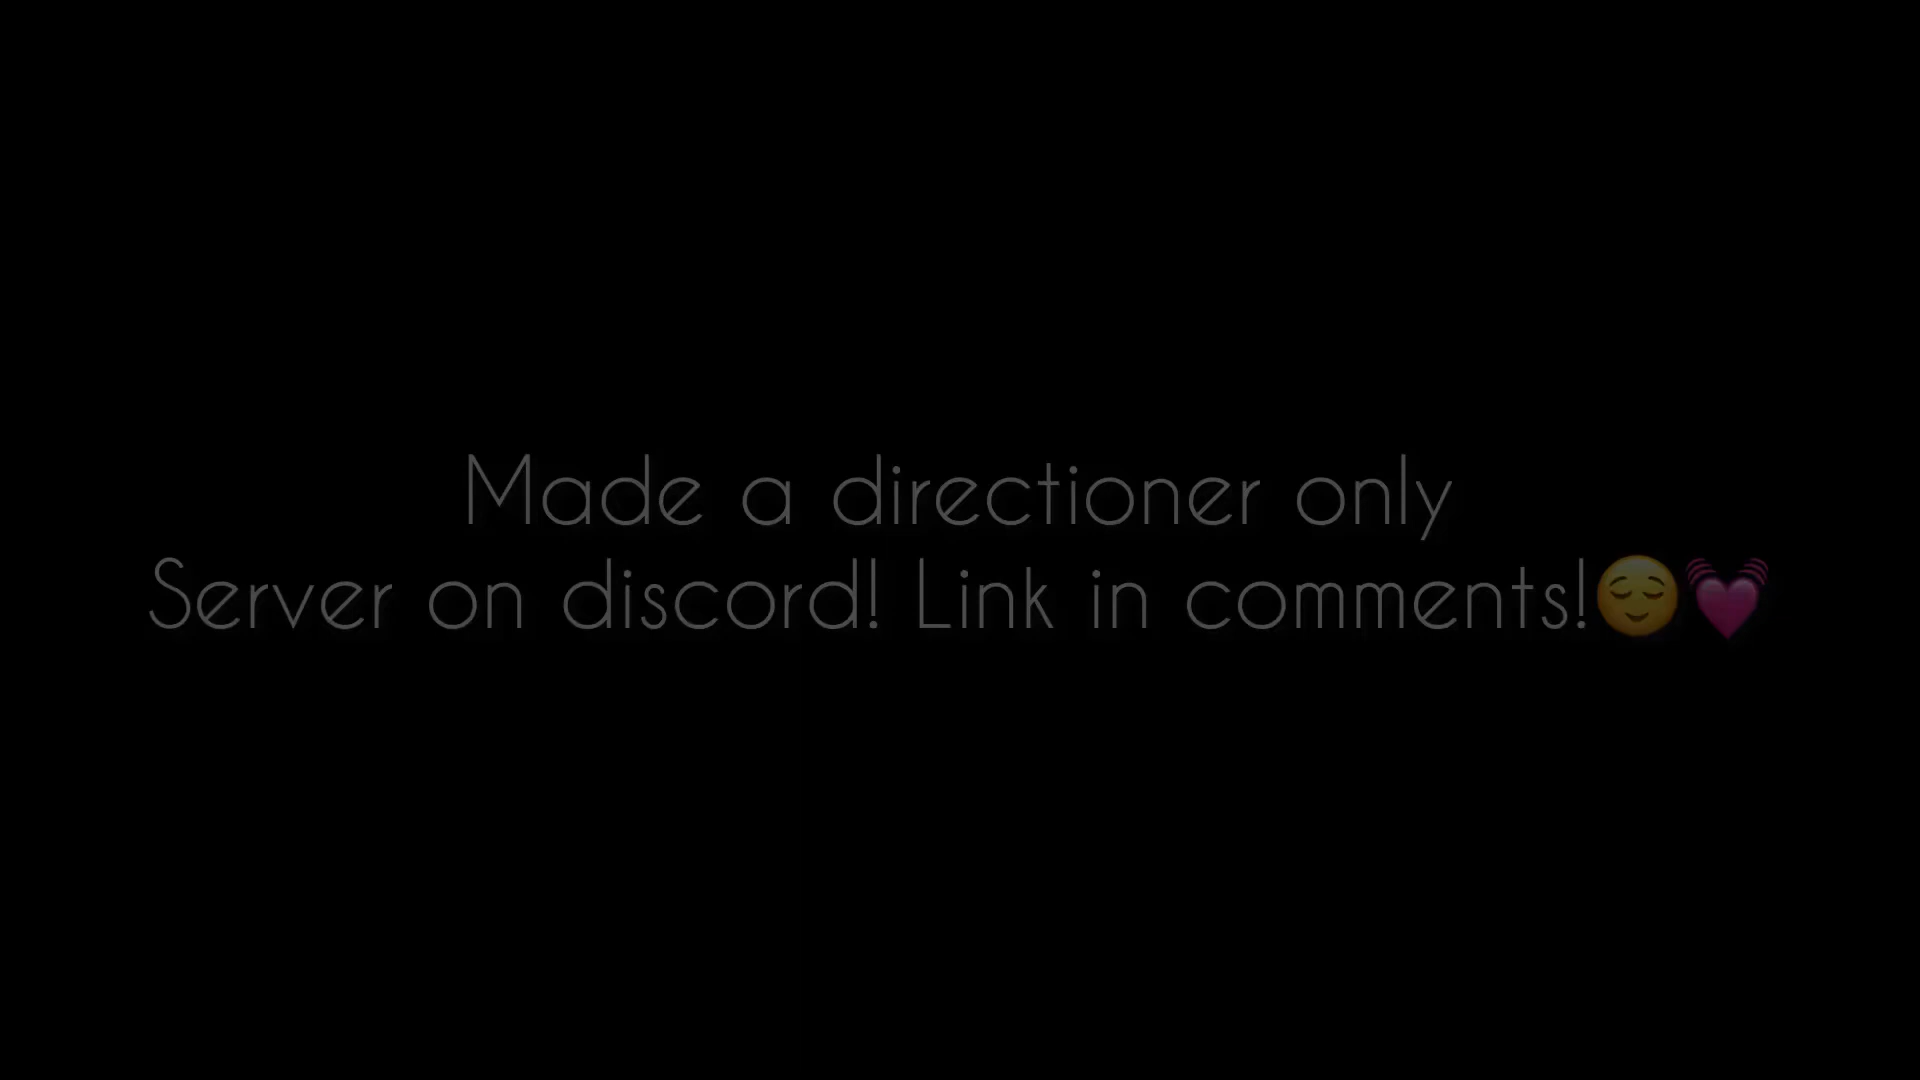 Made a directioner only
Server on discord! Link in comments!😌💓